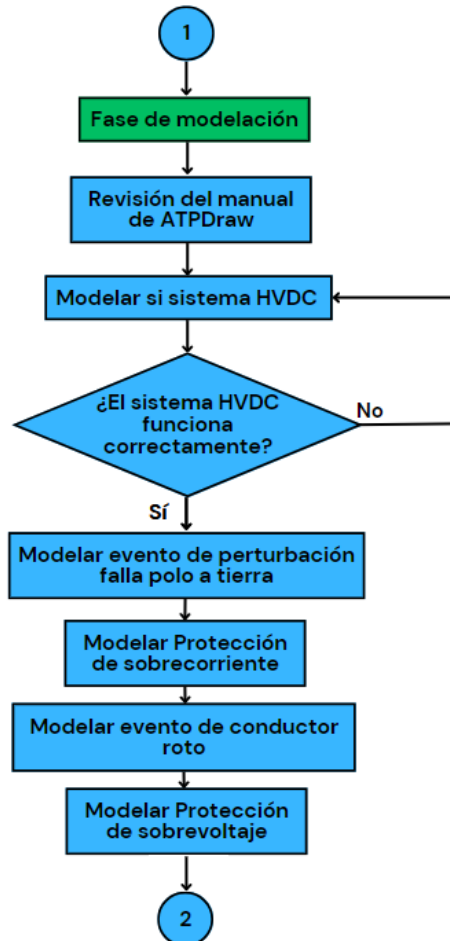 1
Fase de modelación
Revisión del manual
de ATPDraw
Modelar si sistema HVDC
¿El sistema HVDC
funciona
correctamente?
No
Sí
Modelar evento de perturbación
falla polo a tierra
Modelar Protección
de sobrecorriente
Modelar evento de conductor
roto
Modelar Protección
de sobrevoltaje
2